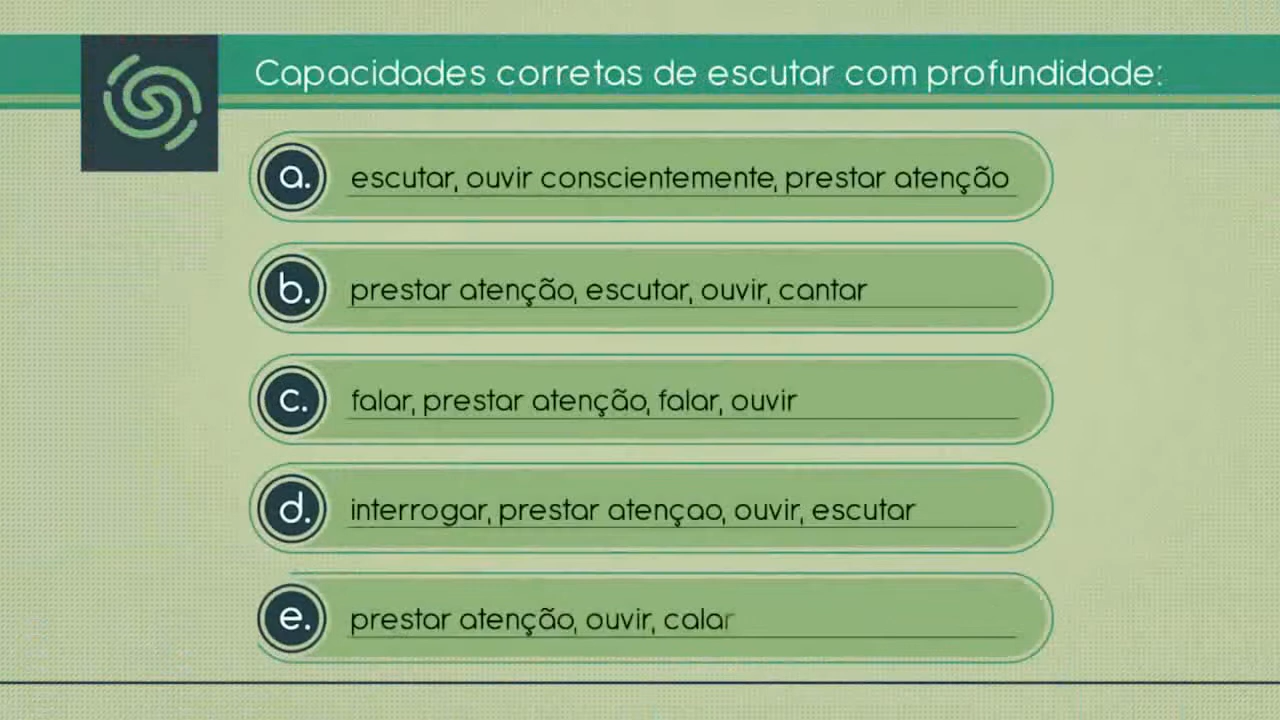 Capacidades corretas de escutar com profundidade:
a. escutar, ouvir conscientemente, prestar atenção
b. prestar atenção, escutar, ouvir, cantar
c. falar, prestar atenção, falar, ouvir
d. interrogar, prestar atençao, ouvir, escutar
e. prestar atenção, ouvir, calar